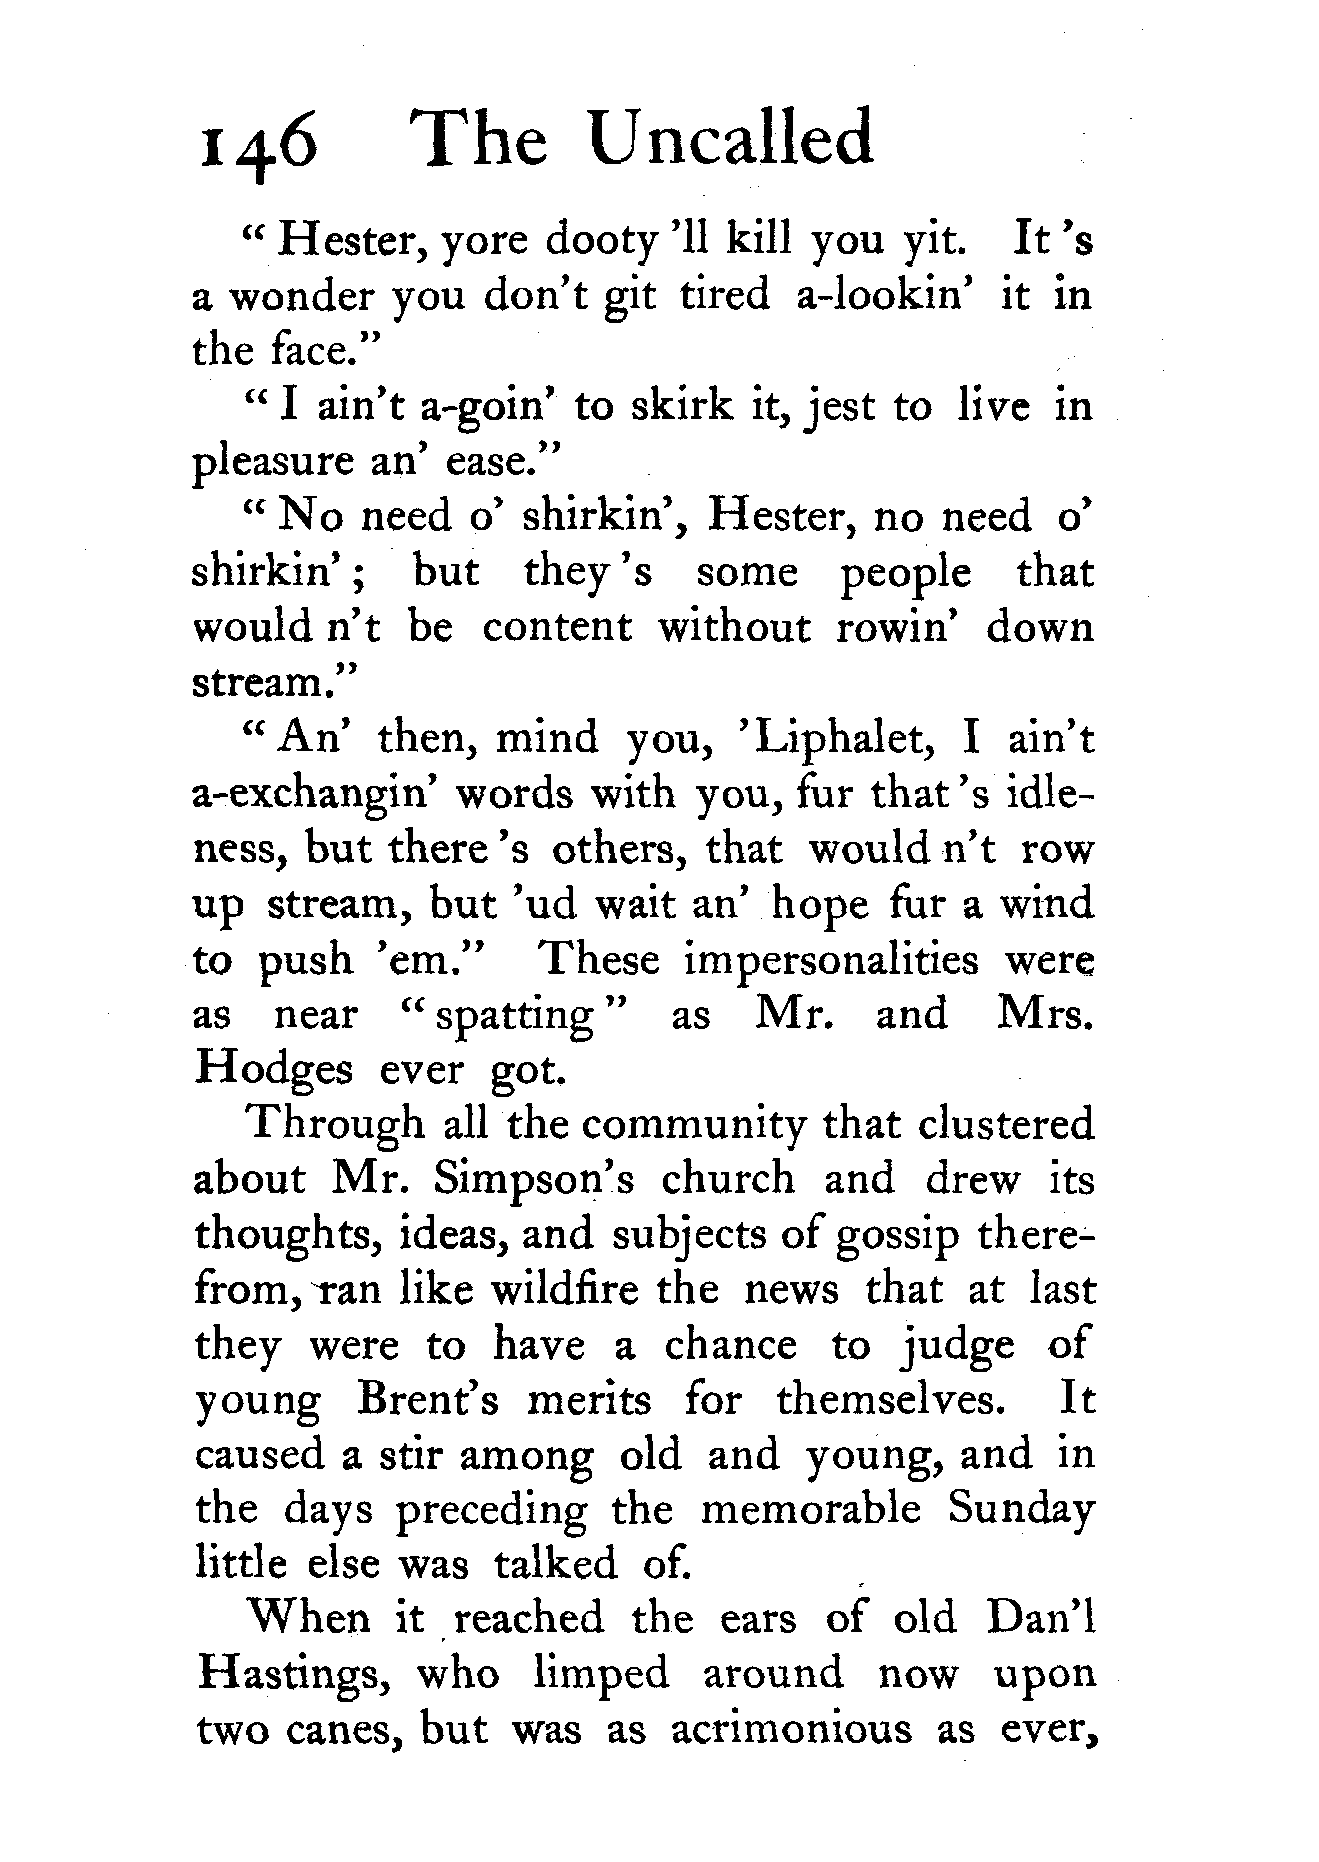 146 The Uncalled
“ Hester, yore dooty ’ll kill you yit. It ’s
a wonder you don’t git tired a-lookin’ it in
the face.”
“ I ain’t a-goin’ to skirk it, jest to live in
pleasure an’ ease.”
“ No need o’ shirkin’, Hester, no need o’
shirkin’ ; but they ’s some people that
would n’t be content without rowin’ down
stream.”
“ An’ then, mind you, ’Liphalet, I ain’t
a-exchangin’ words with you, fur that ’s idle-
ness, but there ’s others, that would n’t row
up stream, but ’ud wait an’ hope fur a wind
to push ’em.” These impersonalities were
as near “ spatting ” as Mr. and Mrs.
Hodges ever got.
Through all the community that clustered
about Mr. Simpson’s church and drew its
thoughts, ideas, and subjects of gossip there-
from, ran like wildfire the news that at last
they were to have a chance to judge of
young Brent’s merits for themselves. It
caused a stir among old and young, and in
the days preceding the memorable Sunday
little else was talked of.
When it reached the ears of old Dan’l
Hastings, who limped around now upon
two canes, but was as acrimonious as ever,